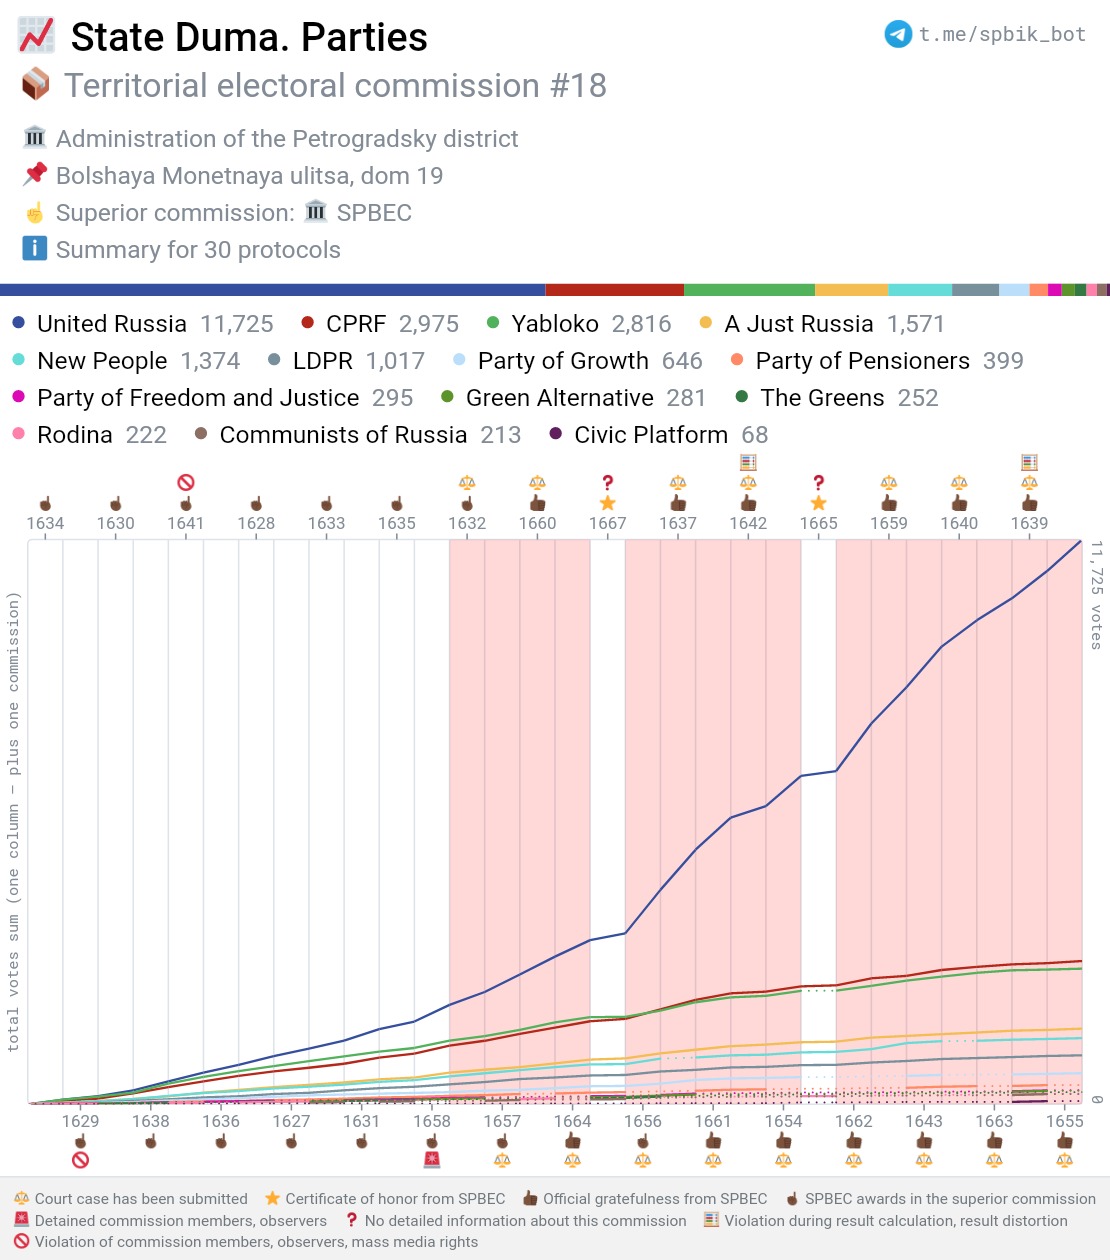 State Duma. Parties
t.me/spbik_bot
Territorial electoral commission #18
Administration of the Petrogradsky district
Bolshaya Monetnaya ulitsa, dom 19
Superior commission: SPBEC
Summary for 30 protocols
United Russia 11,725 CPRF 2,975 Yabloko 2,816 A Just Russia 1,571
New People 1,374 LDPR 1,017 Party of Growth 646 Party of Pensioners 399
Party of Freedom and Justice 295 Green Alternative 281 The Greens 252
Rodina 222 Communists of Russia 213 Civic Platform 68
1634 1630 1641 1628 1633 1635 1632 1660 1667 1637 1642 1665 1659 1640 1639
total votes sum (one column – plus one commission)
11,725 votes
0
1629 1638 1636 1627 1631 1658 1657 1664 1656 1661 1654 1662 1643 1663 1655
Court case has been submitted Certificate of honor from SPBEC Official gratefulness from SPBEC SPBEC awards in the superior commission
Detained commission members, observers No detailed information about this commission Violation during result calculation, result distortion
Violation of commission members, observers, mass media rights